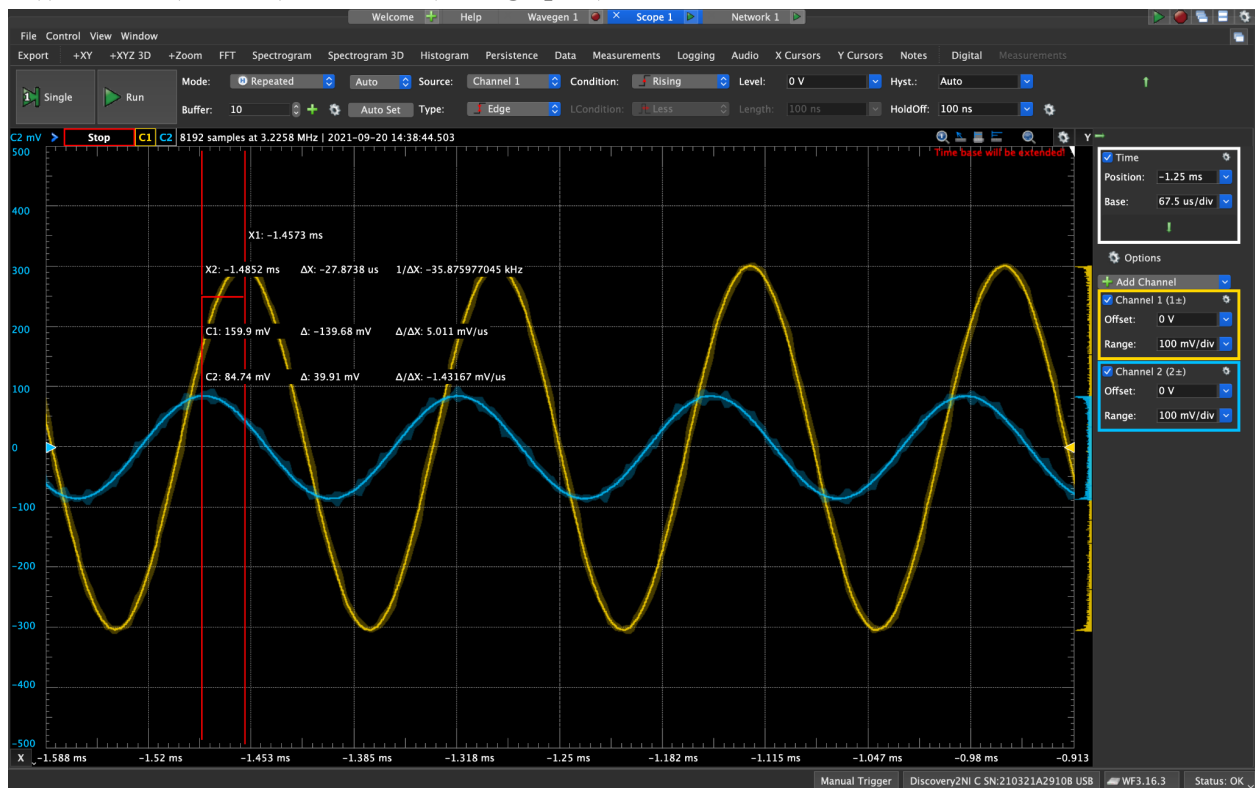 Welcome Help Wavegen 1 Scope 1 Network 1
File Control View Window
Export +XY +XYZ 3D +Zoom FFT Spectrogram Spectrogram 3D Histogram Persistence Data Measurements Logging Audio X Cursors Y Cursors Notes Digital Measurements
Single Run Mode: Repeated Auto Source: Channel 1 Condition: Rising Level: 0 V Hyst.: Auto
Buffer: 10 Auto Set Type: Edge LCondition: Less Length: 100 ns HoldOff: 100 ns
C2 mV Stop C1 C2 8192 samples at 3.2258 MHz | 2021-09-20 14:38:44.503 Y
500
Time base will be extended!
400
X1: -1.4573 ms
300
X2: -1.4852 ms ΔX: -27.8738 us 1/ΔX: -35.875977045 kHz
200
C1: 159.9 mV Δ: -139.68 mV Δ/ΔX: 5.011 mV/us
C2: 84.74 mV Δ: 39.91 mV Δ/ΔX: -1.43167 mV/us
100
0
-100
-200
-300
-400
-500
X -1.588 ms -1.52 ms -1.453 ms -1.385 ms -1.318 ms -1.25 ms -1.182 ms -1.115 ms -1.047 ms -0.98 ms -0.913
Time
Position: -1.25 ms
Base: 67.5 us/div
Options
Add Channel
Channel 1 (1±)
Offset: 0 V
Range: 100 mV/div
Channel 2 (2±)
Offset: 0 V
Range: 100 mV/div
Manual Trigger Discovery2NI C SN:210321A2910B USB WF3.16.3 Status: OK